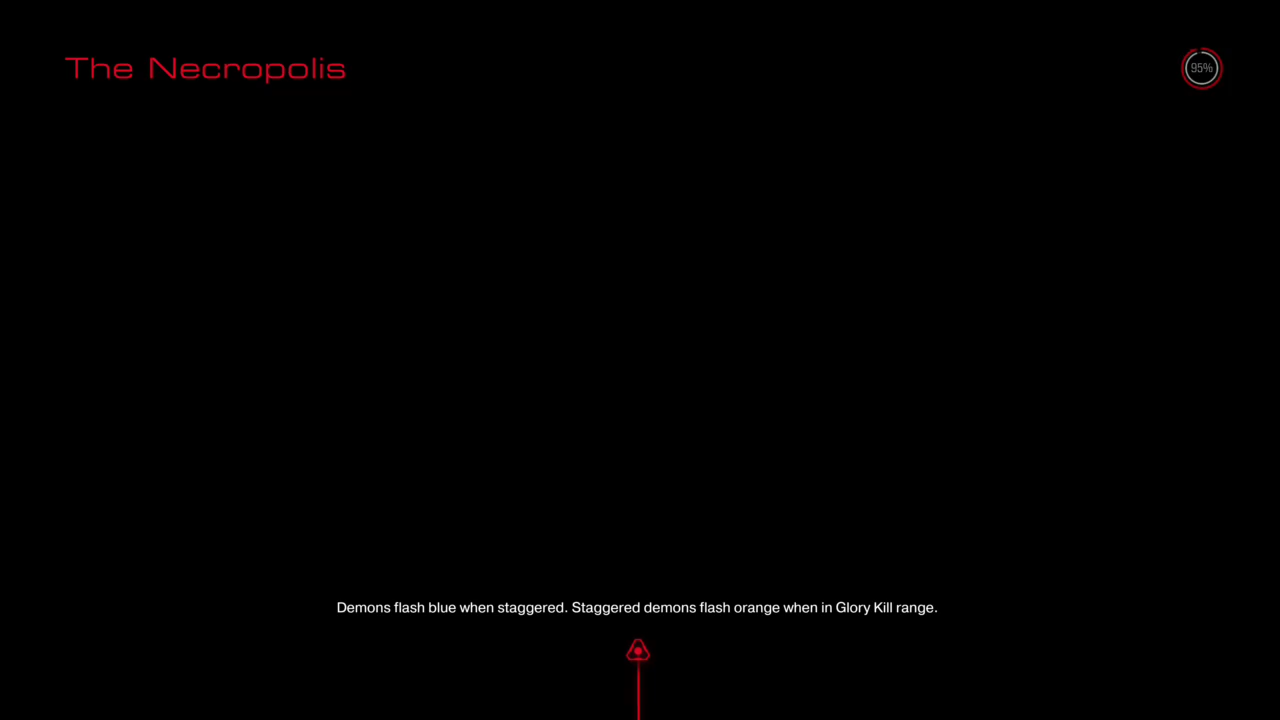 The Necropolis
95%
Demons flash blue when staggered. Staggered demons flash orange when in Glory Kill range.